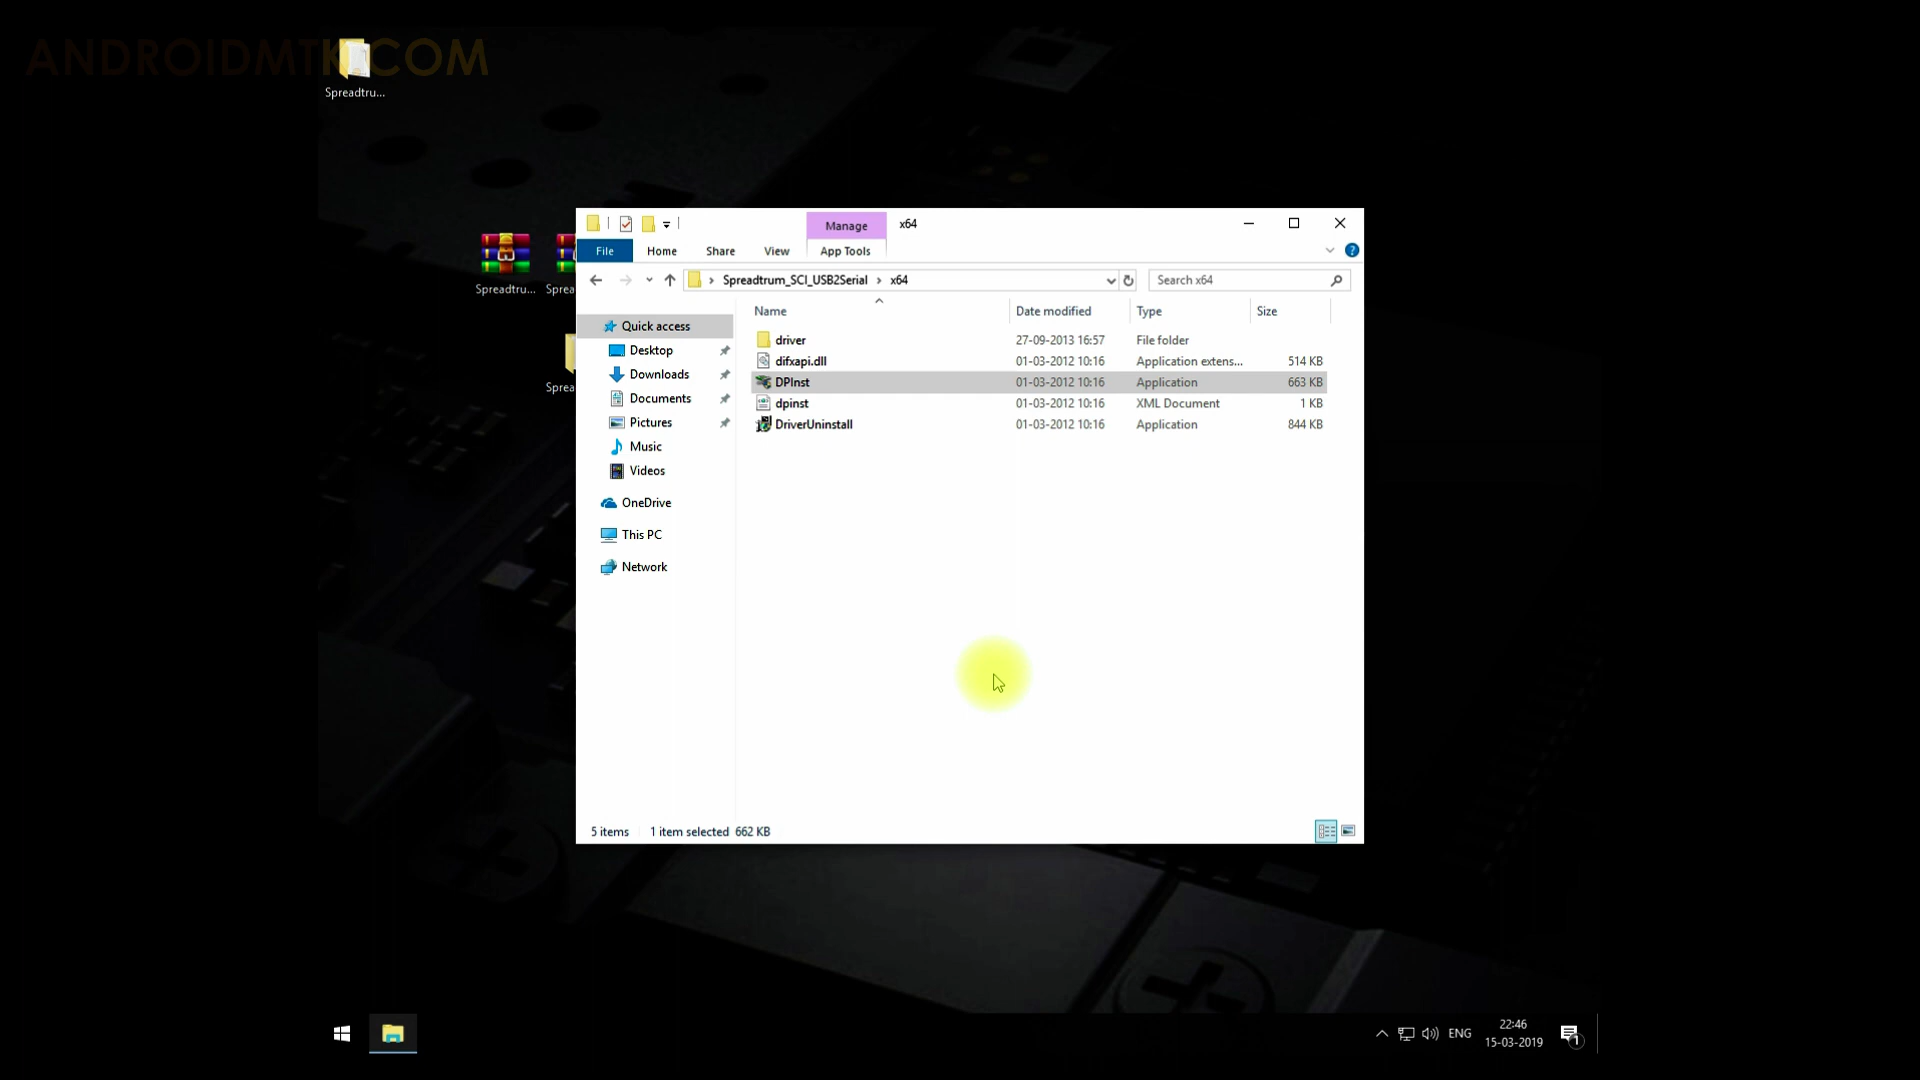 ANDROIDMTK.COM
Spreadtru...
Spreadtru...
Sprea
Sprea
Manage
x64
File
Home
Share
View
App Tools
Spreadtrum_SCI_USB2Serial
x64
Search x64
Name
Date modified
Type
Size
Quick access
Desktop
Downloads
Documents
Pictures
Music
Videos
OneDrive
This PC
Network
driver 27-09-2013 16:57 File folder
difxapi.dll 01-03-2012 10:16 Application extens... 514 KB
DPInst 01-03-2012 10:16 Application 663 KB
dpinst 01-03-2012 10:16 XML Document 1 KB
DriverUninstall 01-03-2012 10:16 Application 844 KB
5 items 1 item selected 662 KB
ENG
22:46
15-03-2019
1